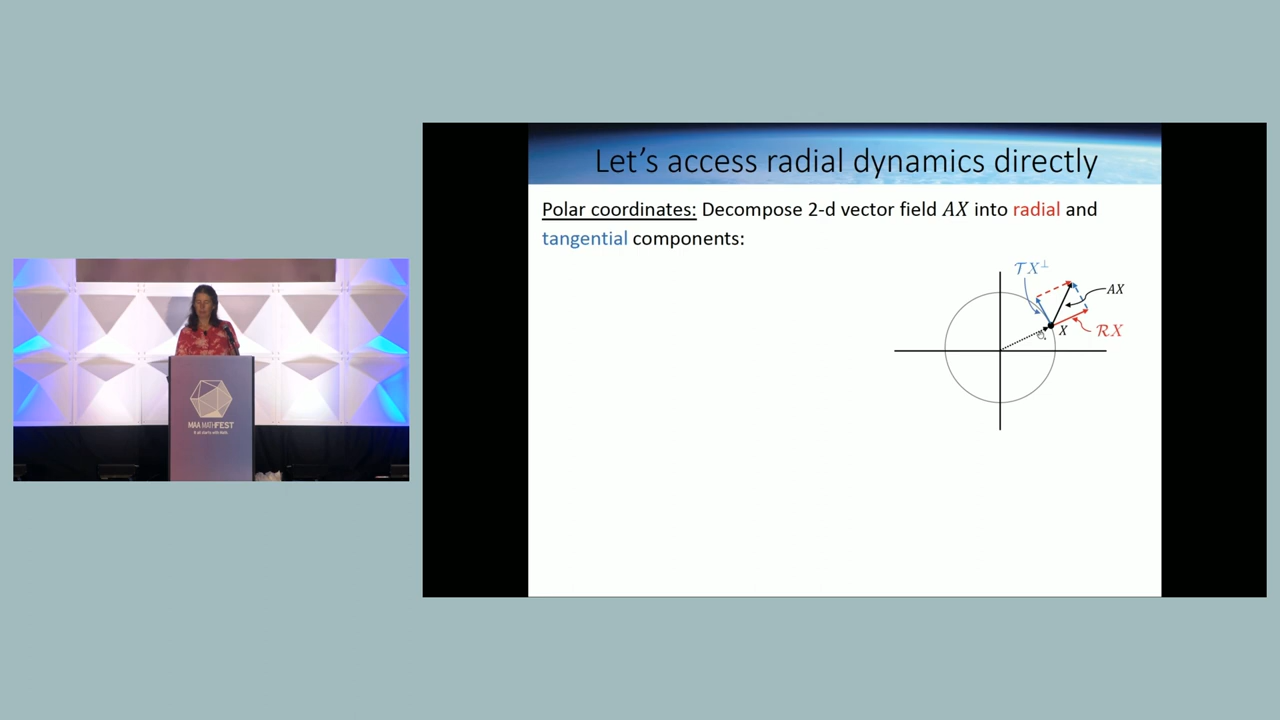 Let's access radial dynamics directly
Polar coordinates: Decompose 2-d vector field AX into radial and
tangential components:
𝒯X⊥
AX
X
ℛX
MAA MATHFEST